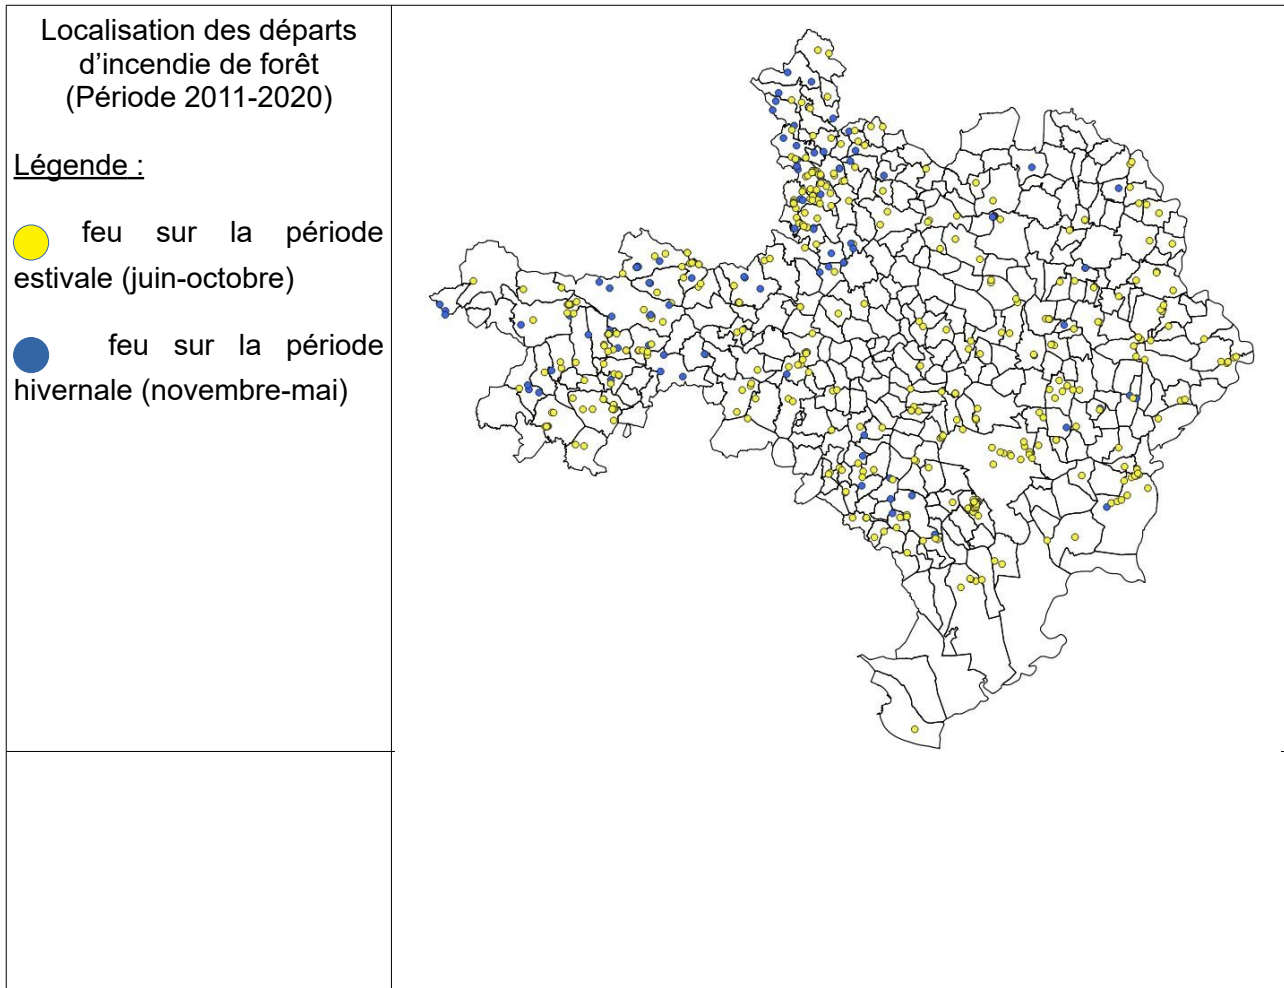 Localisation des départs
d'incendie de forêt
(Période 2011-2020)
Légende :
feu sur la période
estivale (juin-octobre)
feu sur la période
hivernale (novembre-mai)